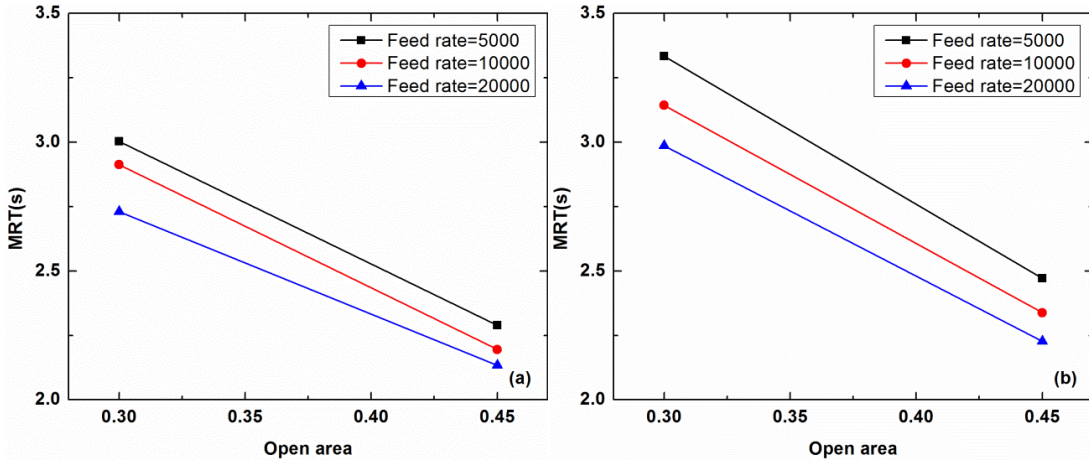 3.5
3.0
2.5
2.0
MRT(s)
Feed rate=5000
Feed rate=10000
Feed rate=20000
(a)
0.30 0.35 0.40 0.45
Open area
3.5
3.0
2.5
2.0
MRT(s)
Feed rate=5000
Feed rate=10000
Feed rate=20000
(b)
0.30 0.35 0.40 0.45
Open area